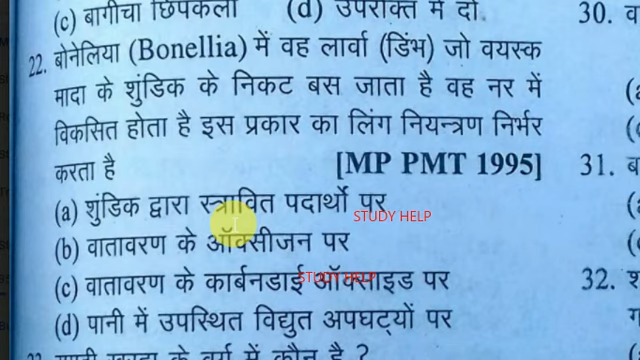 (c) बागीचा छिपकली (d) उपरोक्त में दो.
30. व
22. बोनेलिया (Bonellia) में वह लार्वा (डिंभ) जो वयस्क
मादा के शुंडिक के निकट बस जाता है वह नर में
विकसित होता है इस प्रकार का लिंग नियन्त्रण निर्भर
करता है [MP PMT 1995]
31. ब
(a) शुंडिक द्वारा स्त्रावित पदार्थो पर
STUDY HELP
(b) वातावरण के ऑक्सीजन पर
(c) वातावरण के कार्बनडाई ऑक्साइड पर
STUDY HELP
32. श
(d) पानी में उपस्थित विद्युत अपघट्यों पर
के वर्ग में कौन है ?